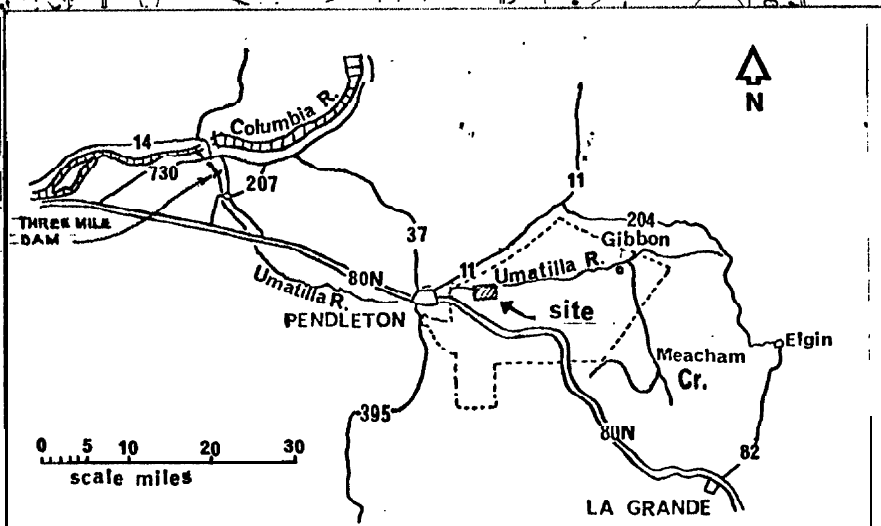 N
Columbia R.
14
730
207
THREE MILE
DAM
11
37
204
Gibbon
11
Umatilla R.
80N
Umatilla R.
PENDLETON
site
Elgin
Meacham
Cr.
395
80N
82
0 5 10 20 30
scale miles
LA GRANDE